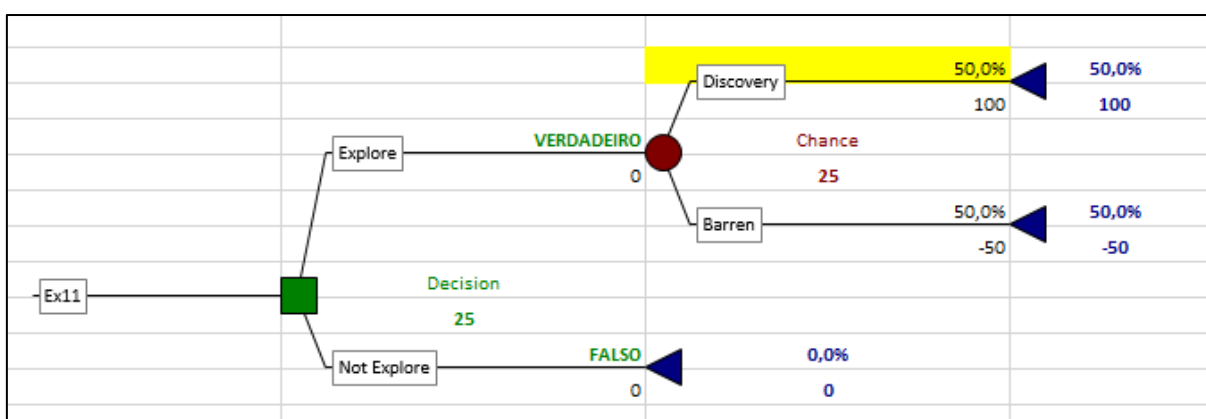 50,0% 50,0%
Discovery
100 100
VERDADEIRO Chance
Explore
0 25
50,0% 50,0%
Barren
-50 -50
Decision
Ex11
25
FALSO 0,0%
Not Explore
0 0